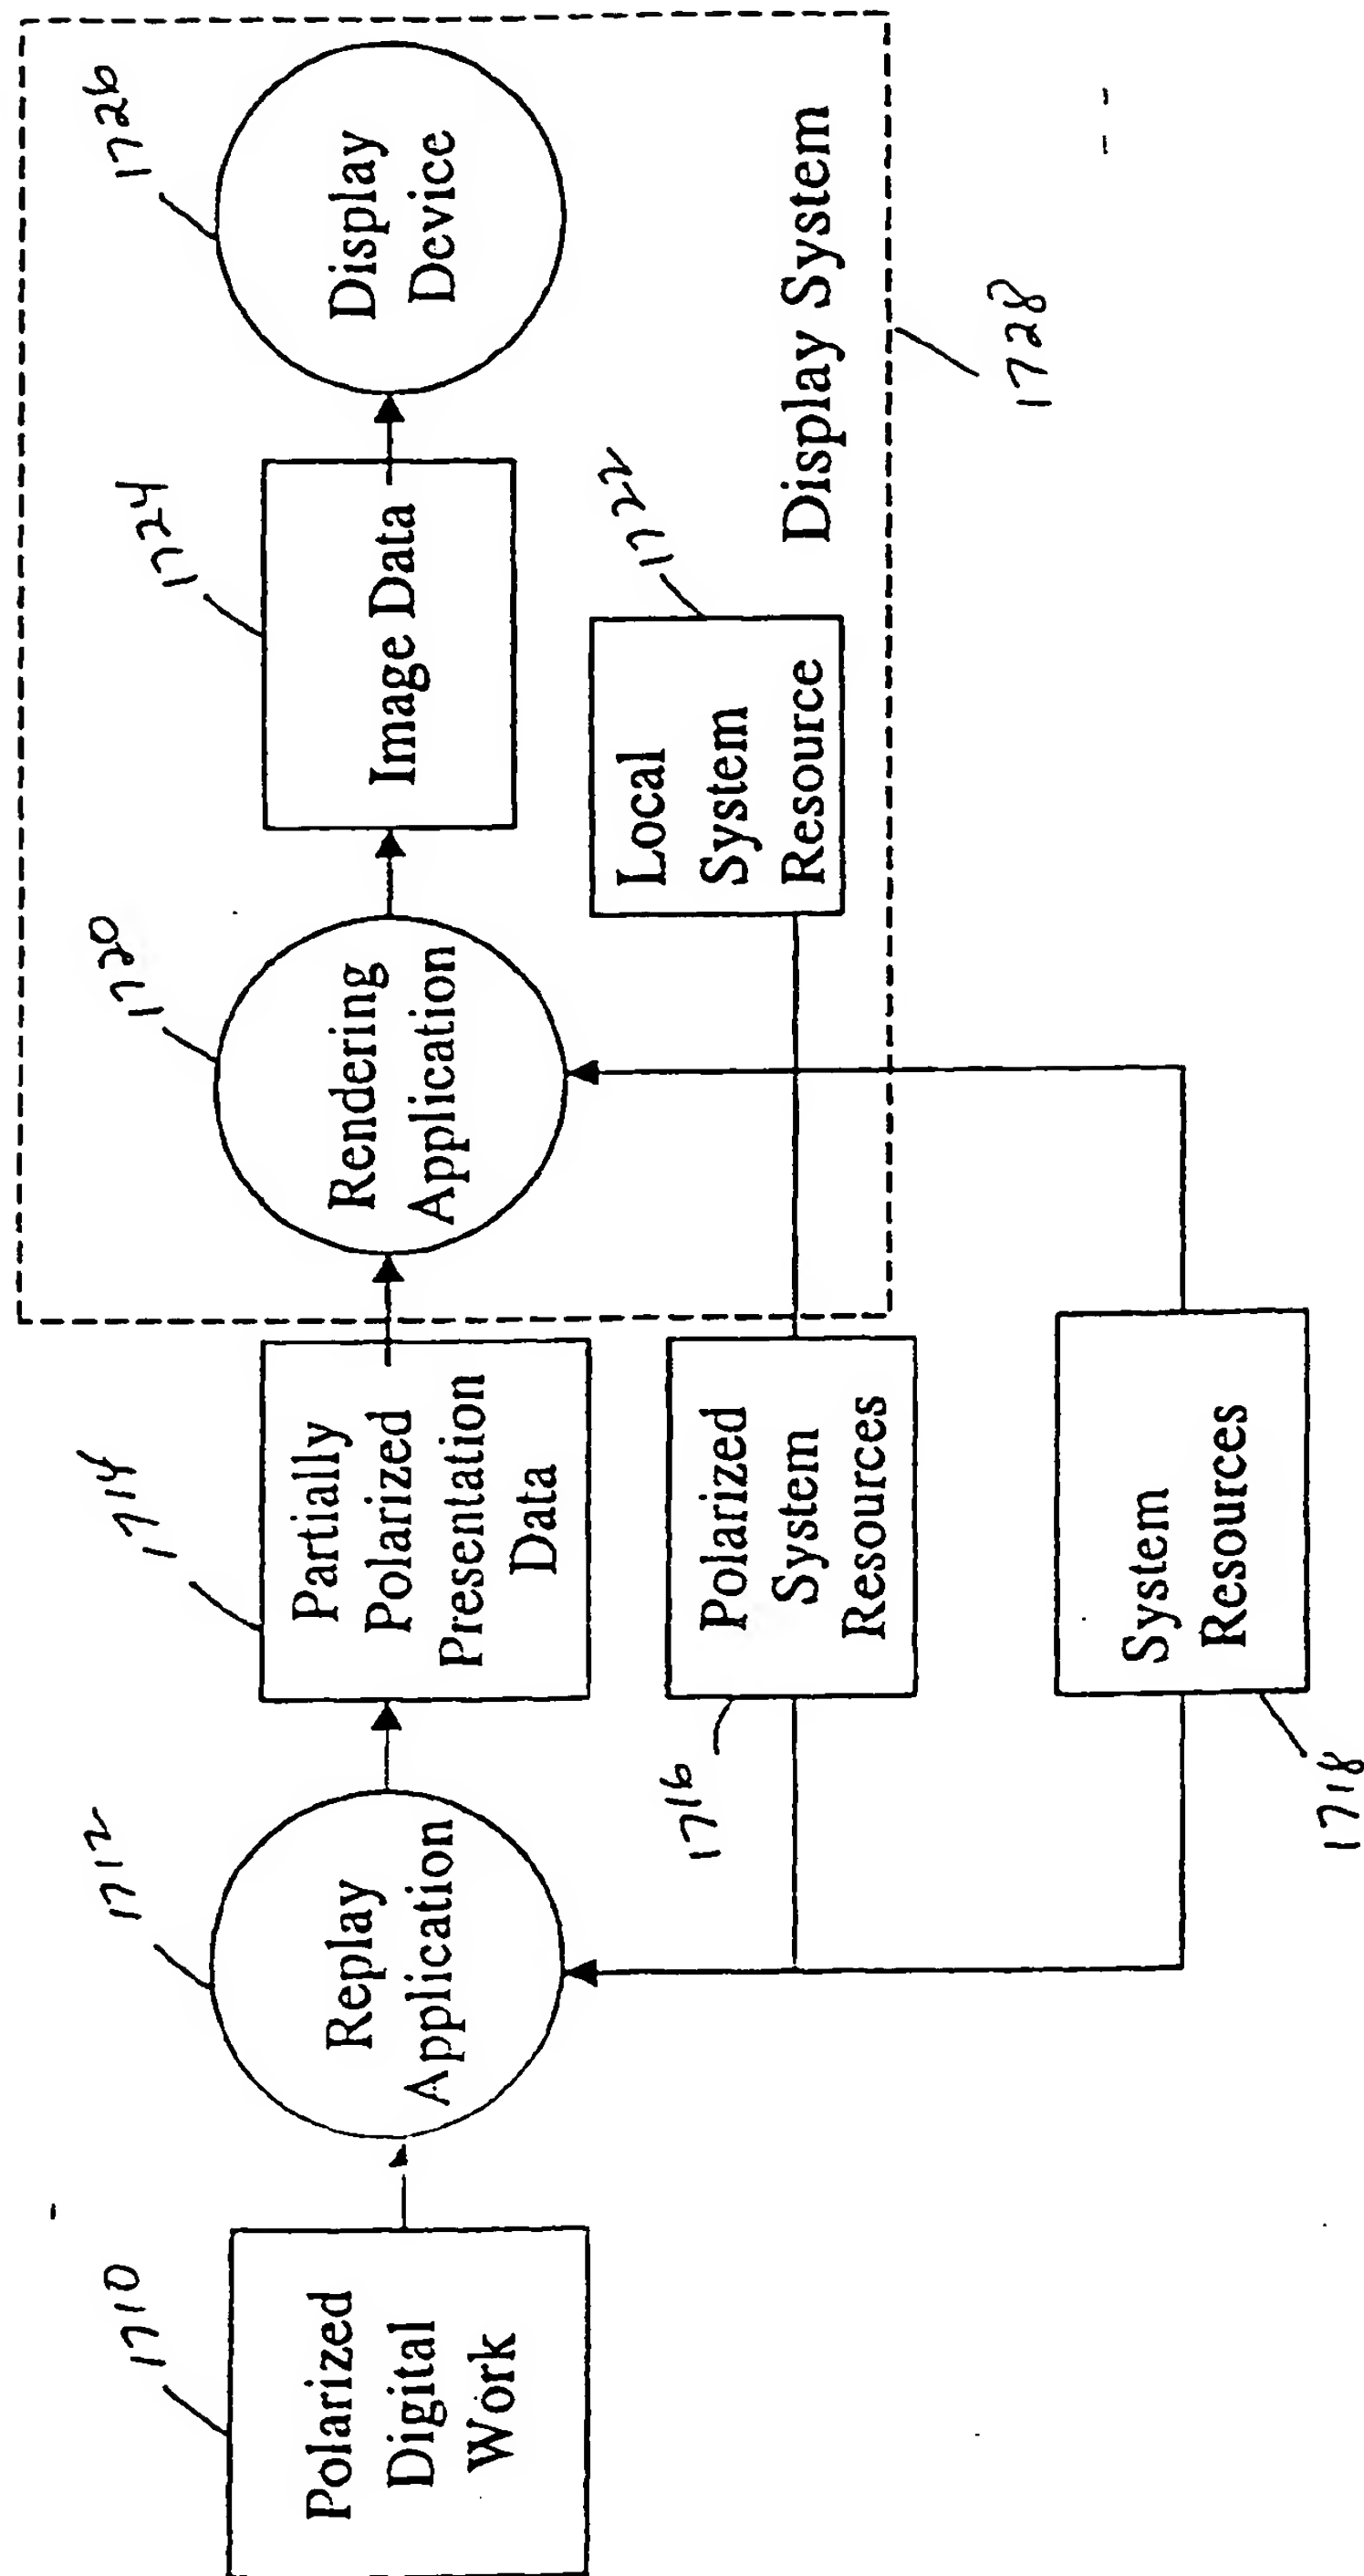 1710
Polarized
Digital
Work
1712
Replay
Application
1714
Partially
Polarized
Presentation
Data
1716
Polarized
System
Resources
1718
System
Resources
1720
Rendering
Application
1722
Local
System
Resource
1724
Image Data
1726
Display
Device
Display System
1728